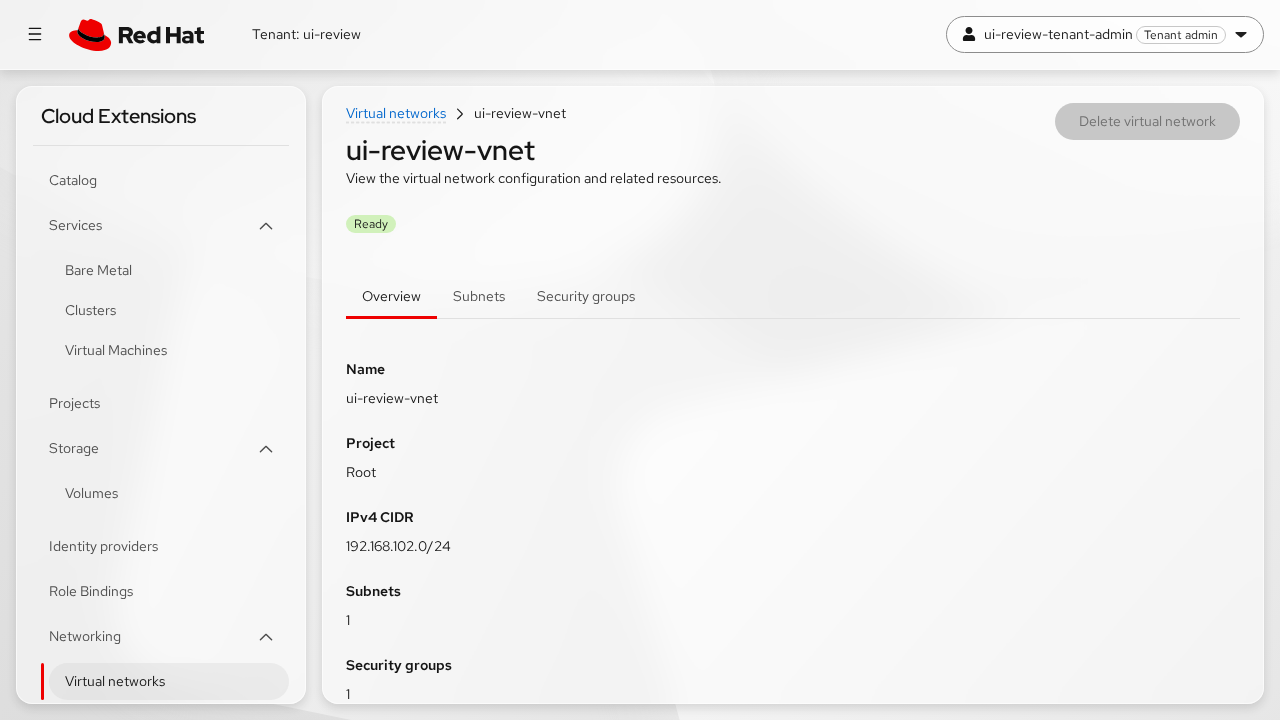 Red Hat
Tenant: ui-review
ui-review-tenant-admin Tenant admin
Cloud Extensions
Catalog
Services
Bare Metal
Clusters
Virtual Machines
Projects
Storage
Volumes
Identity providers
Role Bindings
Networking
Virtual networks
Virtual networks ui-review-vnet
Delete virtual network
ui-review-vnet
View the virtual network configuration and related resources.
Ready
Overview Subnets Security groups
Name
ui-review-vnet
Project
Root
IPv4 CIDR
192.168.102.0/24
Subnets
1
Security groups
1